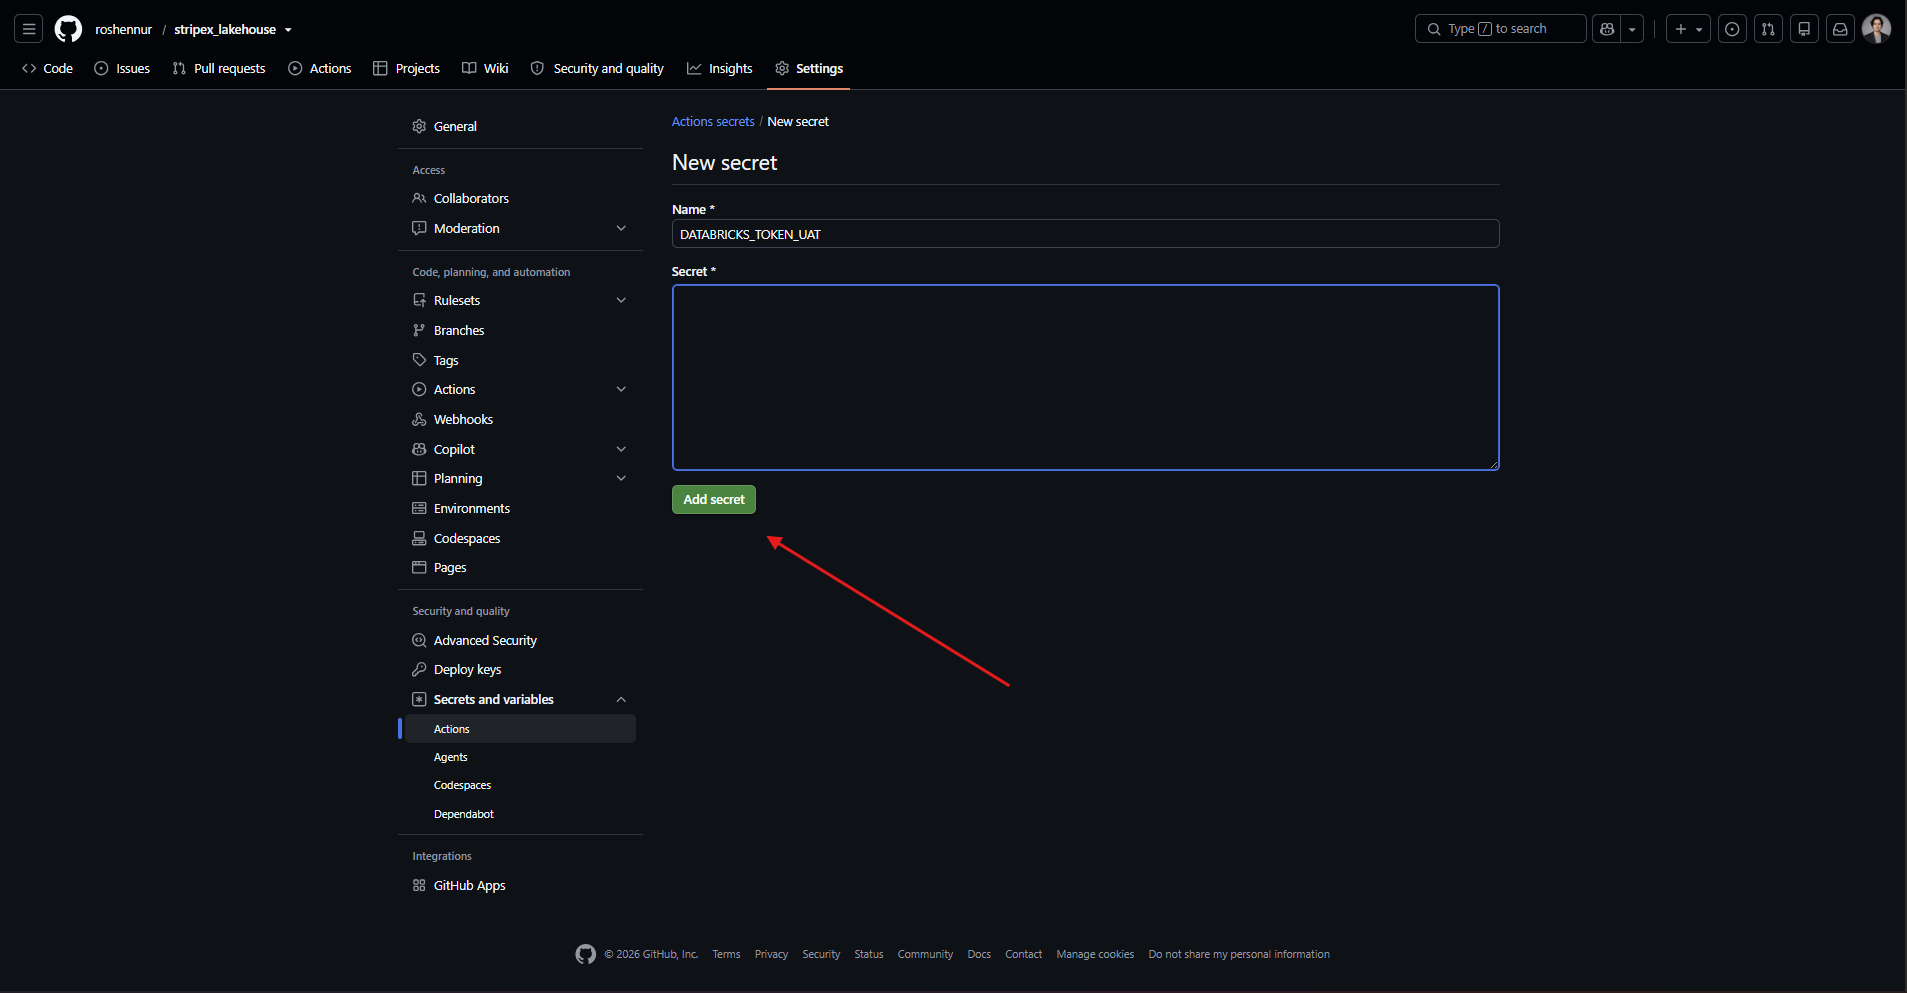 roshennur / stripex_lakehouse
Type / to search
Code Issues Pull requests Actions Projects Wiki Security and quality Insights Settings
General
Access
Collaborators
Moderation
Code, planning, and automation
Rulesets
Branches
Tags
Actions
Webhooks
Copilot
Planning
Environments
Codespaces
Pages
Security and quality
Advanced Security
Deploy keys
Secrets and variables
Actions
Agents
Codespaces
Dependabot
Integrations
GitHub Apps
Actions secrets / New secret
New secret
Name *
DATABRICKS_TOKEN_UAT
Secret *
Add secret
© 2026 GitHub, Inc. Terms Privacy Security Status Community Docs Contact Manage cookies Do not share my personal information